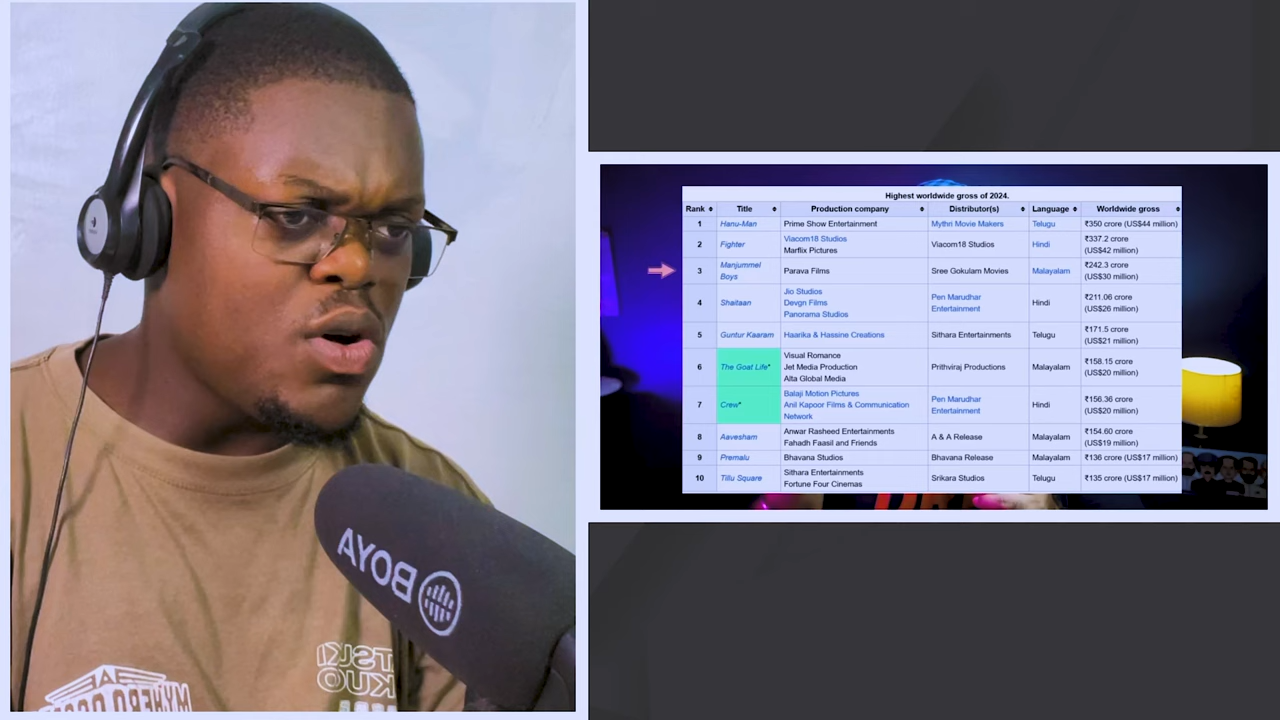 Highest worldwide gross of 2024.
Rank Title Production company Distributor(s) Language Worldwide gross
1 Hanu-Man Prime Show Entertainment Mythri Movie Makers Telugu ₹350 crore (US$44 million)
2 Fighter Viacom18 Studios Marflix Pictures Viacom18 Studios Hindi ₹337.2 crore (US$42 million)
3 Manjummel Boys Parava Films Sree Gokulam Movies Malayalam ₹242.3 crore (US$30 million)
4 Shaitaan Jio Studios Devgn Films Panorama Studios Pen Marudhar Entertainment Hindi ₹211.06 crore (US$26 million)
5 Guntur Kaaram Haarika & Hassine Creations Sithara Entertainments Telugu ₹171.5 crore (US$21 million)
6 The Goat Life* Visual Romance Jet Media Production Alta Global Media Prithviraj Productions Malayalam ₹158.15 crore (US$20 million)
7 Crew* Balaji Motion Pictures Anil Kapoor Films & Communication Network Pen Marudhar Entertainment Hindi ₹156.36 crore (US$20 million)
8 Aavesham Anwar Rasheed Entertainments Fahadh Faasil and Friends A & A Release Malayalam ₹154.60 crore (US$19 million)
9 Premalu Bhavana Studios Bhavana Release Malayalam ₹136 crore (US$17 million)
10 Tillu Square Sithara Entertainments Fortune Four Cinemas Srikara Studios Telugu ₹135 crore (US$17 million)
BOYA